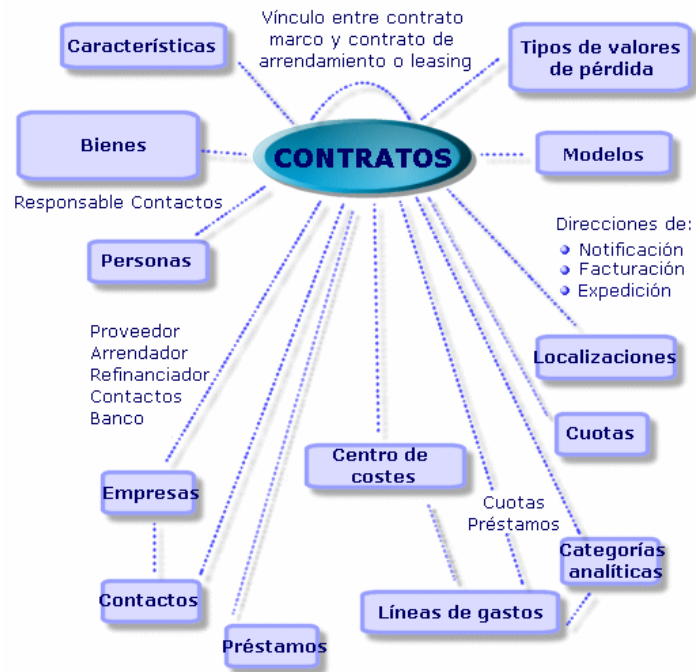 Vínculo entre contrato
marco y contrato de
arrendamiento o leasing
Características
Tipos de valores
de pérdida
Bienes
CONTRATOS
Modelos
Responsable Contactos
Personas
Direcciones de:
Notificación
Facturación
Expedición
Proveedor
Arrendador
Refinanciador
Contactos
Banco
Localizaciones
Cuotas
Centro de
costes
Empresas
Cuotas
Préstamos
Categorías
analíticas
Contactos
Líneas de gastos
Préstamos